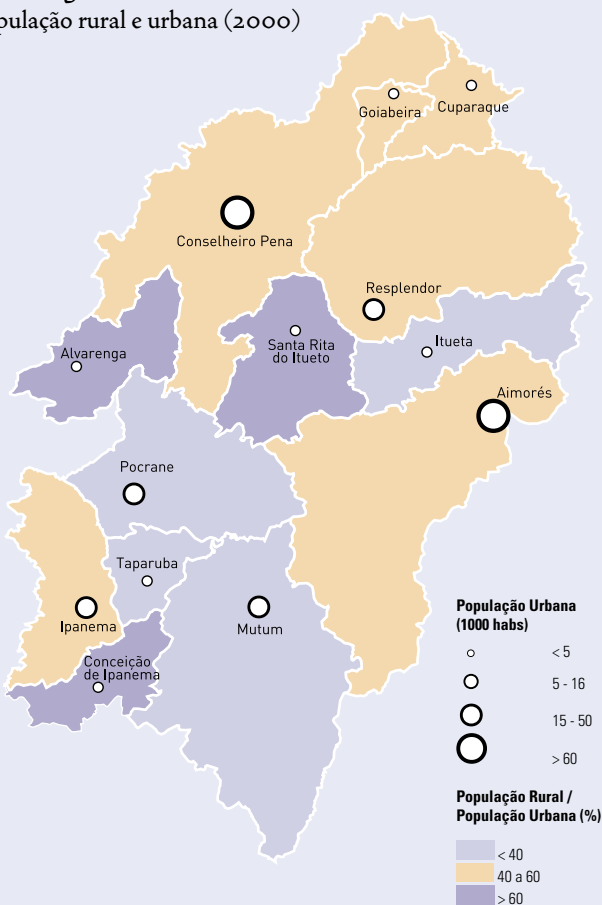 pulação rural e urbana (2000)
Goiabeira
Cuparaque
Conselheiro Pena
Resplendor
Alvarenga
Santa Rita
do Itueto
Itueta
Aimorés
Pocrane
Taparuba
Ipanema
Mutum
Conceição
de Ipanema
População Urbana
(1000 habs)
< 5
5 - 16
15 - 50
> 60
População Rural /
População Urbana (%)
< 40
40 a 60
> 60